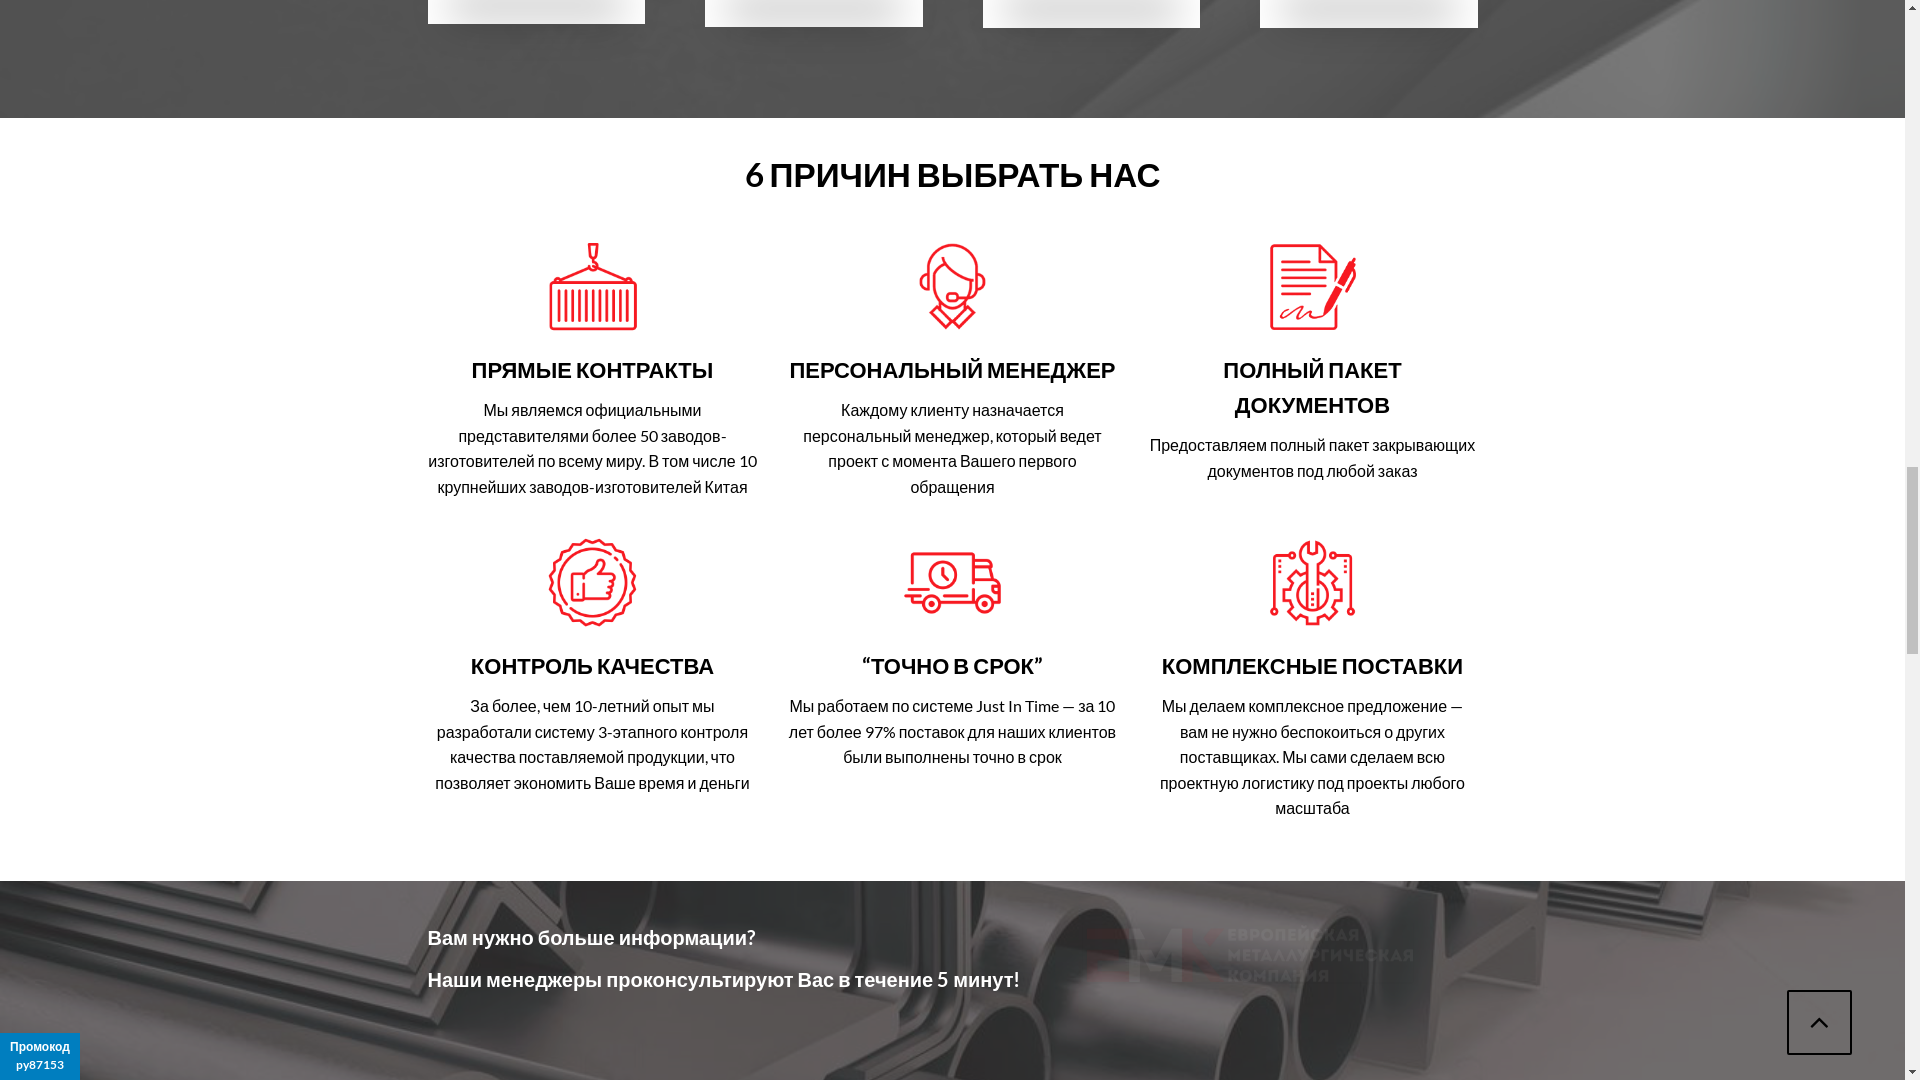 6 ПРИЧИН ВЫБРАТЬ НАС
ПРЯМЫЕ КОНТРАКТЫ
Мы являемся официальными
представителями более 50 заводов-
изготовителей по всему миру. В том числе 10
крупнейших заводов-изготовителей Китая
ПЕРСОНАЛЬНЫЙ МЕНЕДЖЕР
Каждому клиенту назначается
персональный менеджер, который ведет
проект с момента Вашего первого
обращения
ПОЛНЫЙ ПАКЕТ
ДОКУМЕНТОВ
Предоставляем полный пакет закрывающих
документов под любой заказ
КОНТРОЛЬ КАЧЕСТВА
За более, чем 10-летний опыт мы
разработали систему 3-этапного контроля
качества поставляемой продукции, что
позволяет экономить Ваше время и деньги
“ТОЧНО В СРОК”
Мы работаем по системе Just In Time — за 10
лет более 97% поставок для наших клиентов
были выполнены точно в срок
КОМПЛЕКСНЫЕ ПОСТАВКИ
Мы делаем комплексное предложение —
вам не нужно беспокоиться о других
поставщиках. Мы сами сделаем всю
проектную логистику под проекты любого
масштаба
Вам нужно больше информации?
Наши менеджеры проконсультируют Вас в течение 5 минут!
ЕМК
ЕВРОПЕЙСКАЯ
МЕТАЛЛУРГИЧЕСКАЯ
КОМПАНИЯ
Промокод
py87153